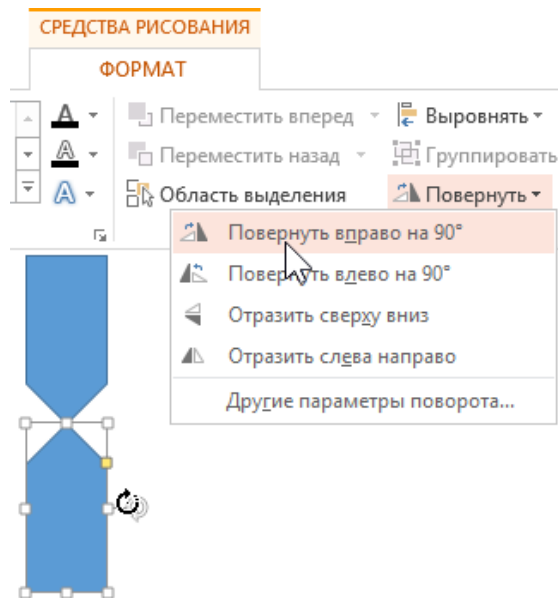 СРЕДСТВА РИСОВАНИЯ
ФОРМАТ
А Переместить вперед Выровнять
А Переместить назад Группировать
А Область выделения Повернуть
Повернуть вправо на 90°
Повернуть влево на 90°
Отразить сверху вниз
Отразить слева направо
Другие параметры поворота...